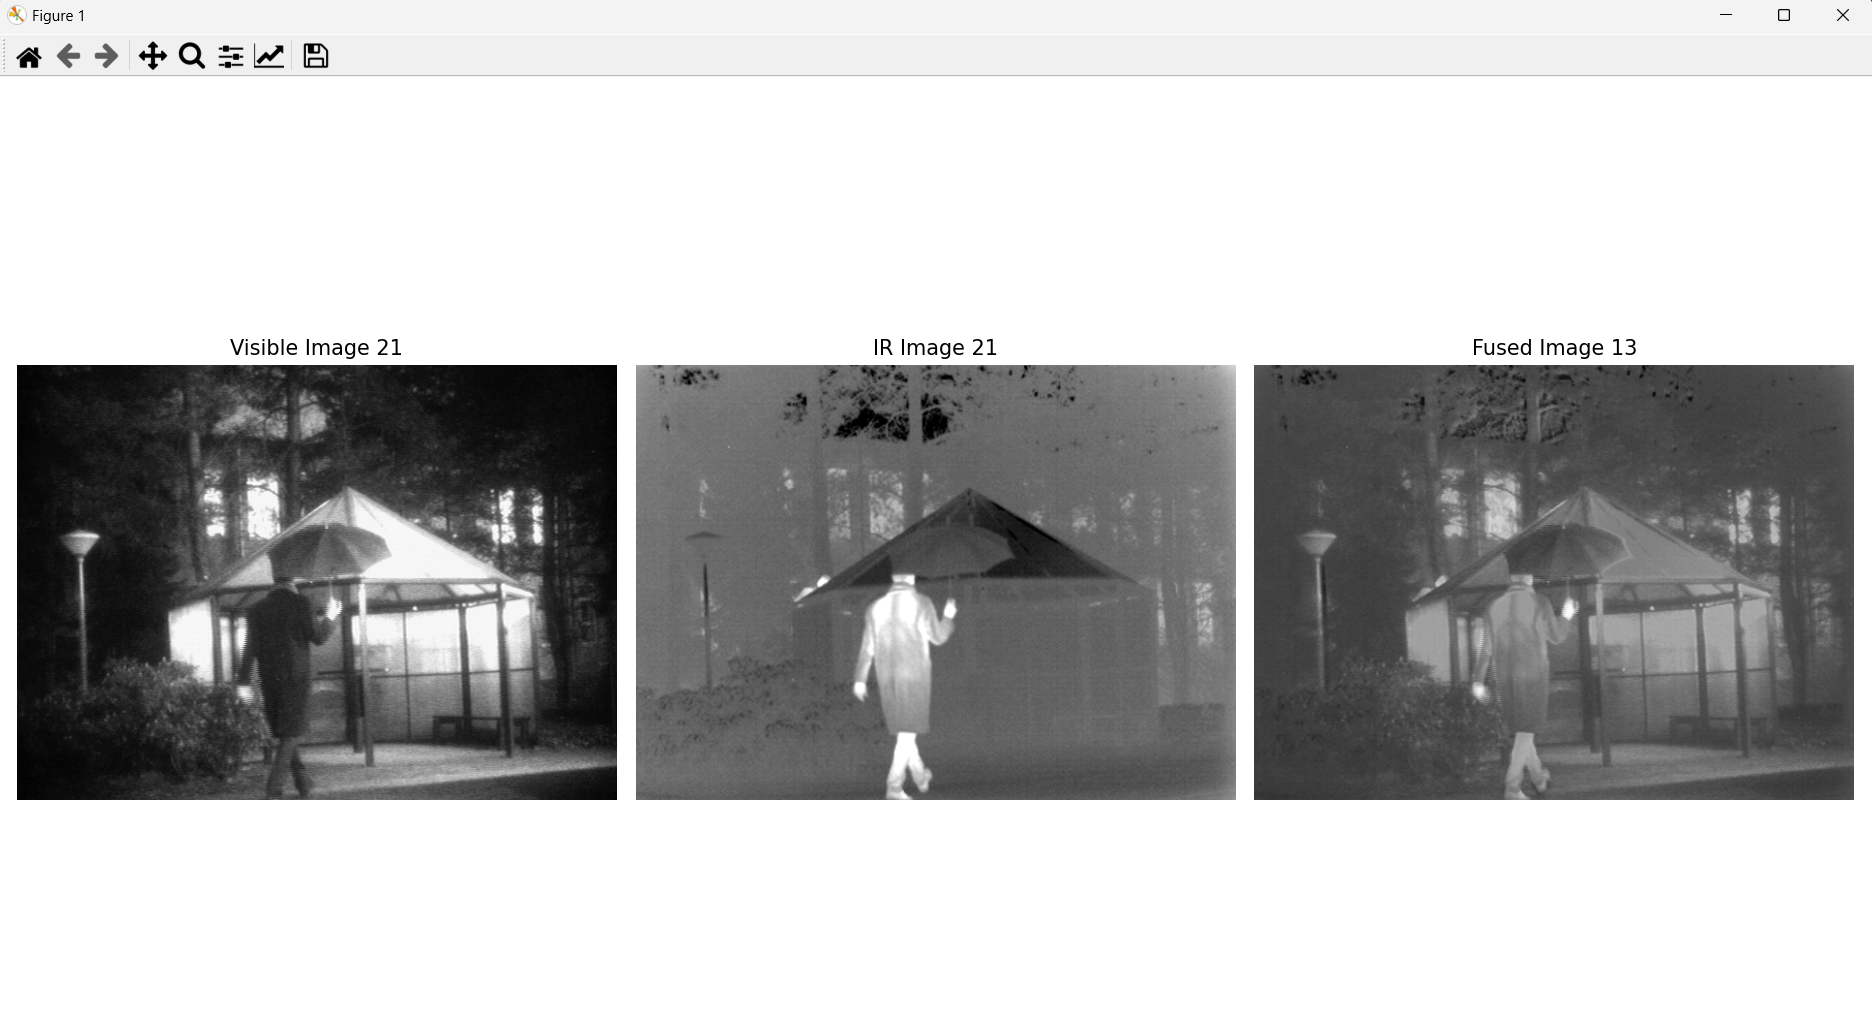 Figure 1
Visible Image 21
IR Image 21
Fused Image 13